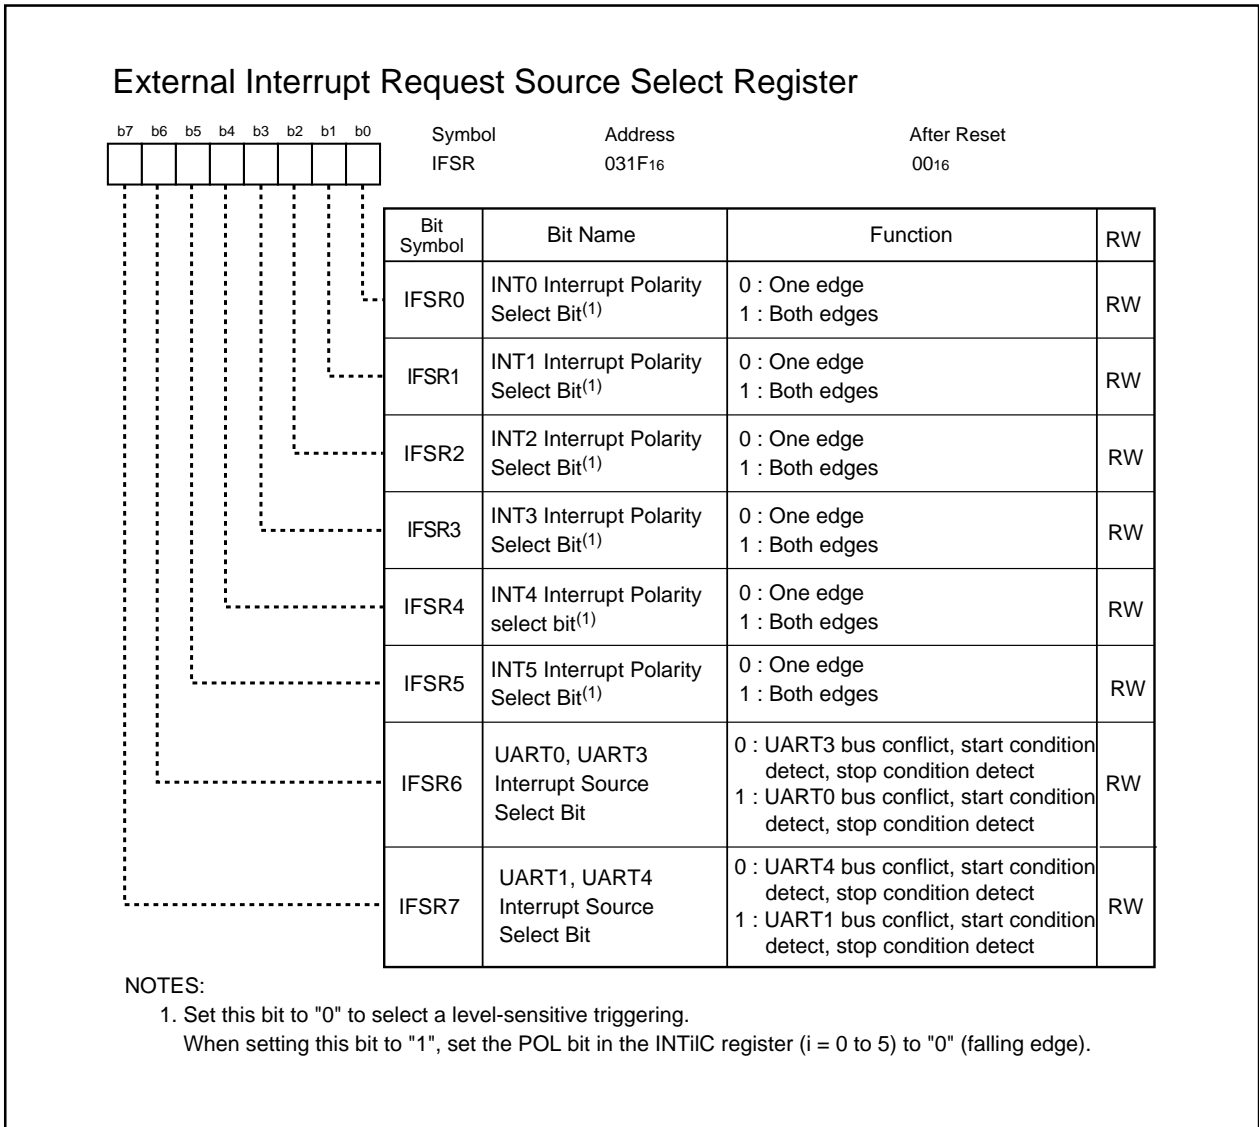 External Interrupt Request Source Select Register
b7 b6 b5 b4 b3 b2 b1 b0
Symbol Address After Reset
IFSR 031F16 0016
Bit Symbol Bit Name Function RW
IFSR0 INT0 Interrupt Polarity Select Bit(1) 0 : One edge RW
1 : Both edges
IFSR1 INT1 Interrupt Polarity Select Bit(1) 0 : One edge RW
1 : Both edges
IFSR2 INT2 Interrupt Polarity Select Bit(1) 0 : One edge RW
1 : Both edges
IFSR3 INT3 Interrupt Polarity Select Bit(1) 0 : One edge RW
1 : Both edges
IFSR4 INT4 Interrupt Polarity select bit(1) 0 : One edge RW
1 : Both edges
IFSR5 INT5 Interrupt Polarity Select Bit(1) 0 : One edge RW
1 : Both edges
IFSR6 UART0, UART3 Interrupt Source Select Bit 0 : UART3 bus conflict, start condition detect, stop condition detect RW
1 : UART0 bus conflict, start condition detect, stop condition detect
IFSR7 UART1, UART4 Interrupt Source Select Bit 0 : UART4 bus conflict, start condition detect, stop condition detect RW
1 : UART1 bus conflict, start condition detect, stop condition detect
NOTES:
1. Set this bit to "0" to select a level-sensitive triggering.
When setting this bit to "1", set the POL bit in the INTiIC register (i = 0 to 5) to "0" (falling edge).